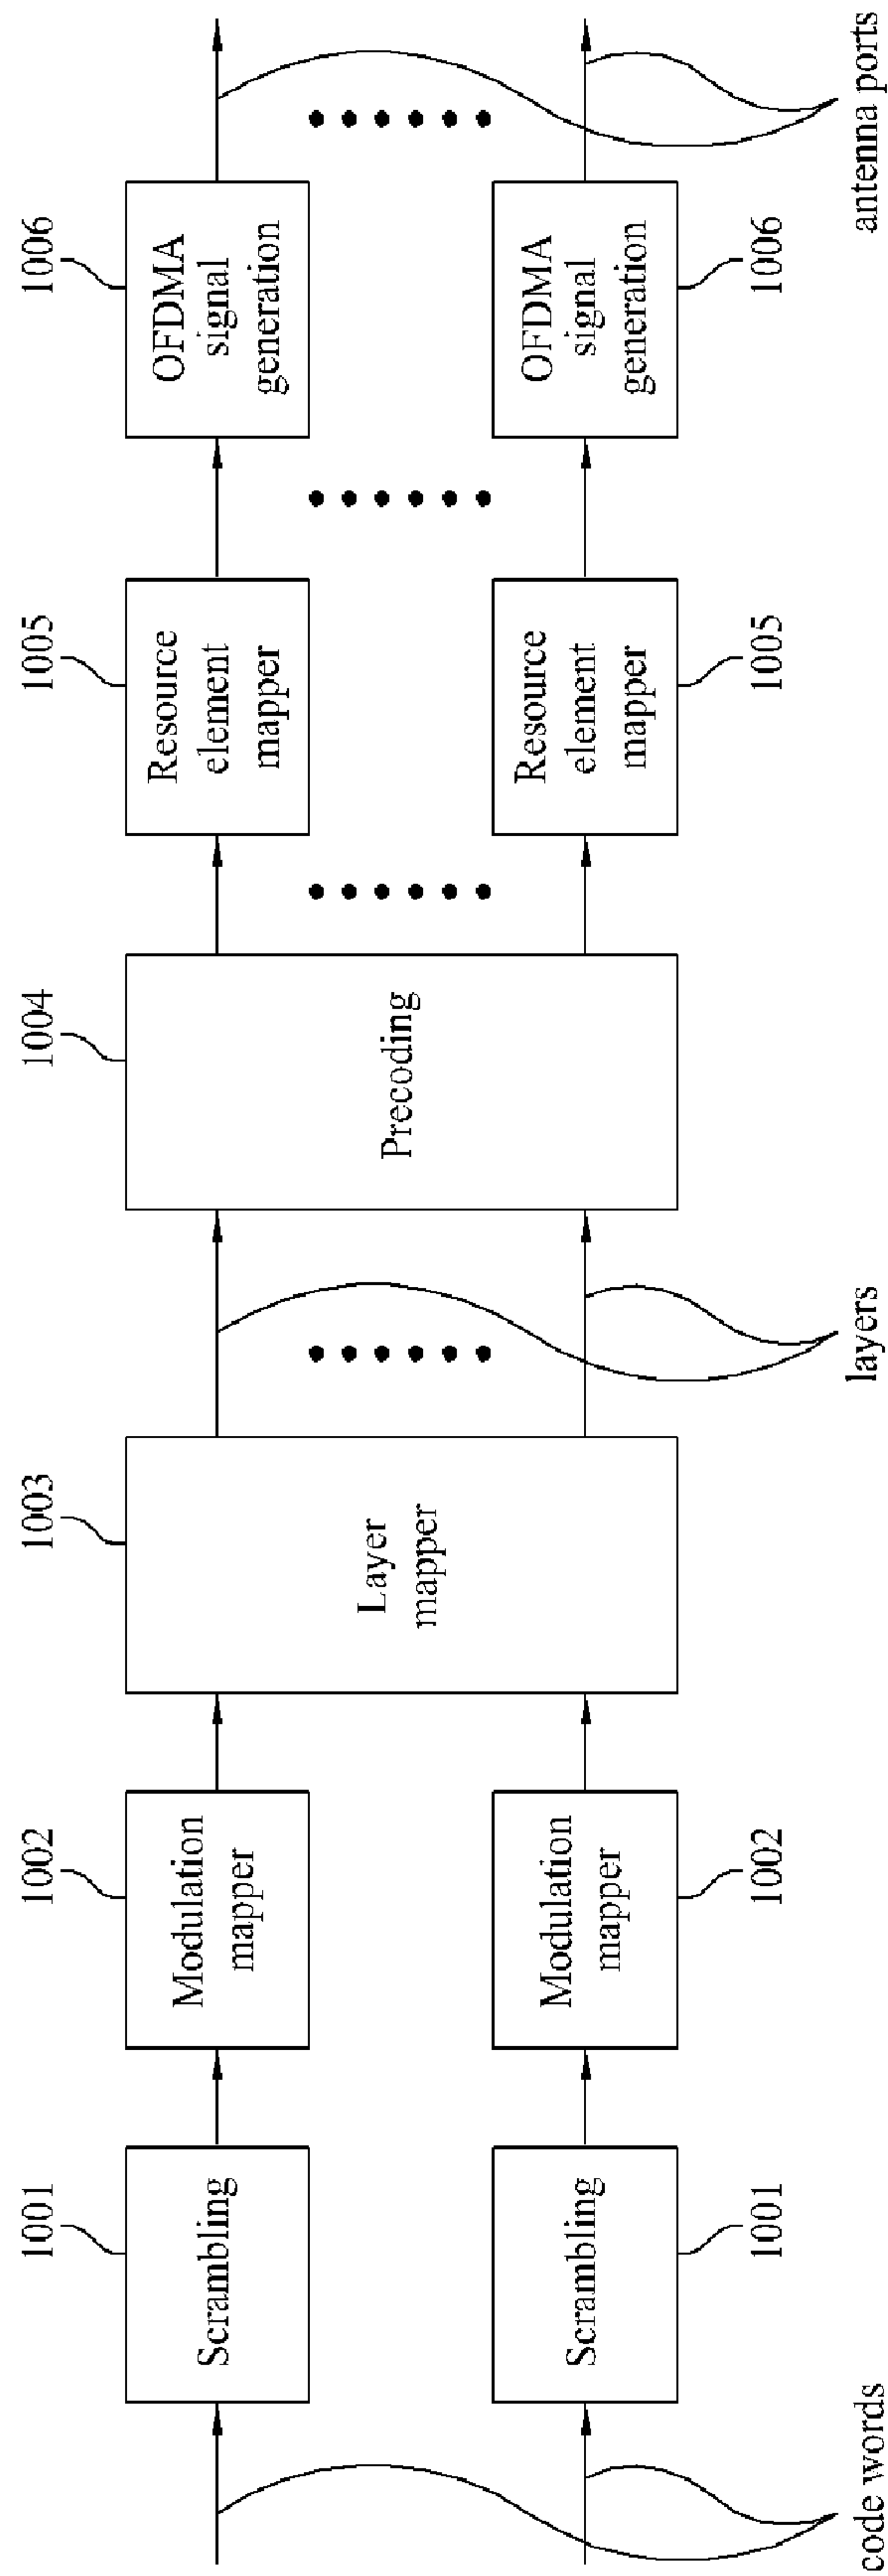 1001
1002
1003
1004
1005
1006
Scrambling
Modulation
mapper
Layer
mapper
Precoding
Resource
element
mapper
OFDMA
signal
generation
Scrambling
Modulation
mapper
Resource
element
mapper
OFDMA
signal
generation
1001
1002
1005
1006
code words
layers
antenna ports